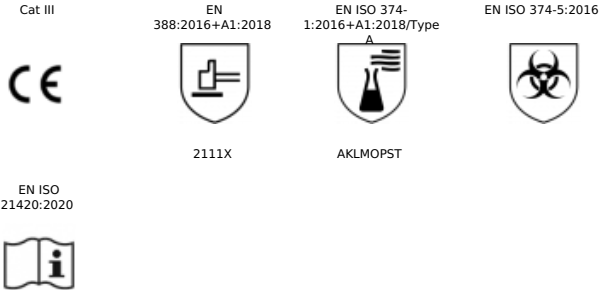 Cat III
EN
388:2016+A1:2018
EN ISO 374-
1:2016+A1:2018/Type
A
EN ISO 374-5:2016
CE
2111X
AKLMOPST
EN ISO
21420:2020
i